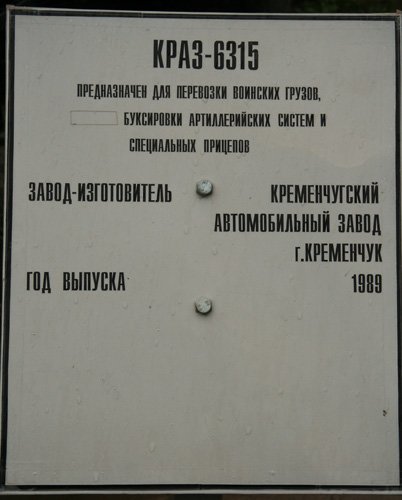 КРАЗ-6315
ПРЕДНАЗНАЧЕН ДЛЯ ПЕРЕВОЗКИ ВОИНСКИХ ГРУЗОВ,
БУКСИРОВКИ АРТИЛЛЕРИЙСКИХ СИСТЕМ И
СПЕЦИАЛЬНЫХ ПРИЦЕПОВ
ЗАВОД-ИЗГОТОВИТЕЛЬ КРЕМЕНЧУГСКИЙ
АВТОМОБИЛЬНЫЙ ЗАВОД
г.КРЕМЕНЧУК
ГОД ВЫПУСКА 1989